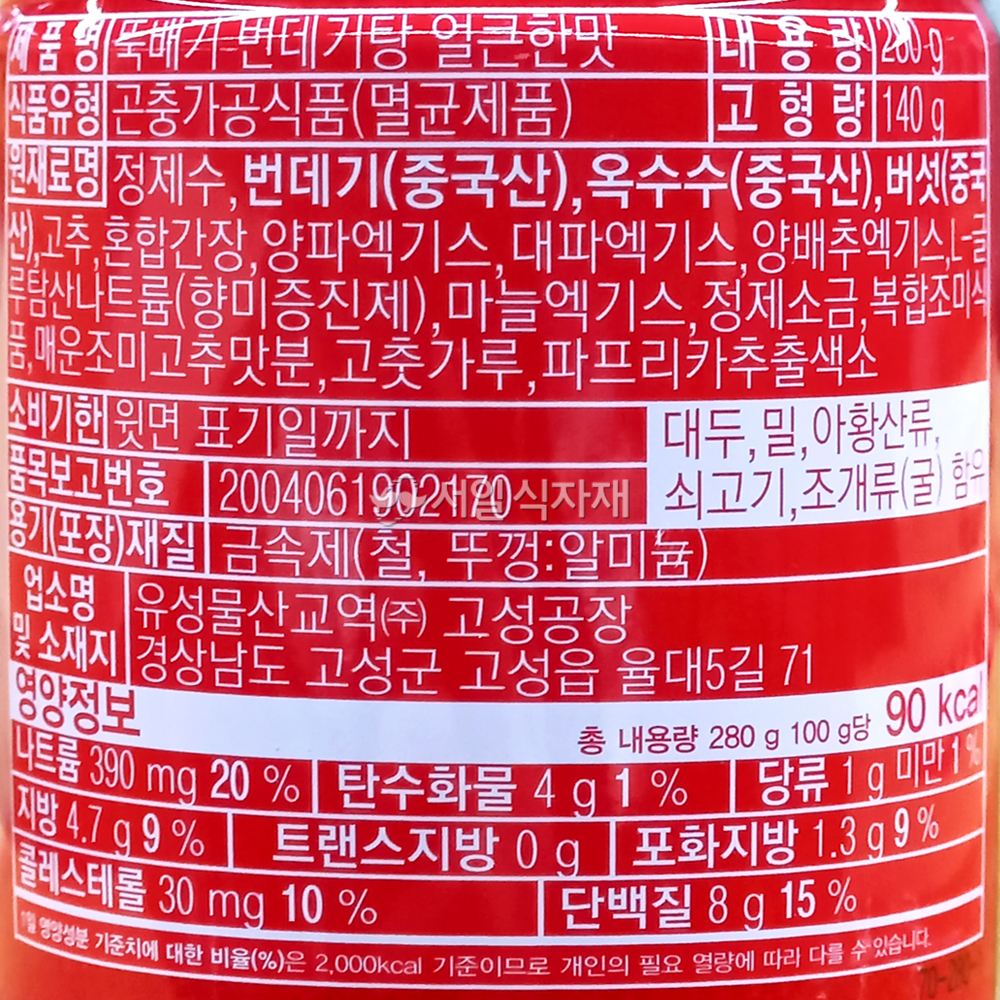 제품명 뚝배기 번데기탕 얼큰한맛 내용량 280 g
식품유형 곤충가공식품(멸균제품) 고형량 140 g
원재료명 정제수, 번데기(중국산), 옥수수(중국산), 버섯(중국
산), 고추, 혼합간장, 양파엑기스, 대파엑기스, 양배추엑기스, L-글
루탐산나트륨(향미증진제), 마늘엑기스, 정제소금, 복합조미식
품, 매운조미고추맛분, 고춧가루, 파프리카추출색소
소비기한 윗면 표기일까지
대두, 밀, 아황산류,
쇠고기, 조개류(굴) 함유
품목보고번호
세일식자재
용기(포장)재질 금속제(철, 뚜껑:알미늄)
업소명 및 소재지 유성물산교역㈜ 고성공장
경상남도 고성군 고성읍 율대5길 71
영양정보 총 내용량 280 g 100 g당 90 kcal
나트륨 390 mg 20 % 탄수화물 4 g 1 % 당류 1 g 미만 1 %
지방 4.7 g 9 % 트랜스지방 0 g 포화지방 1.3 g 9 %
콜레스테롤 30 mg 10 % 단백질 8 g 15 %
1일 영양성분 기준치에 대한 비율(%)은 2,000kcal 기준이므로 개인의 필요 열량에 따라 다를 수 있습니다.